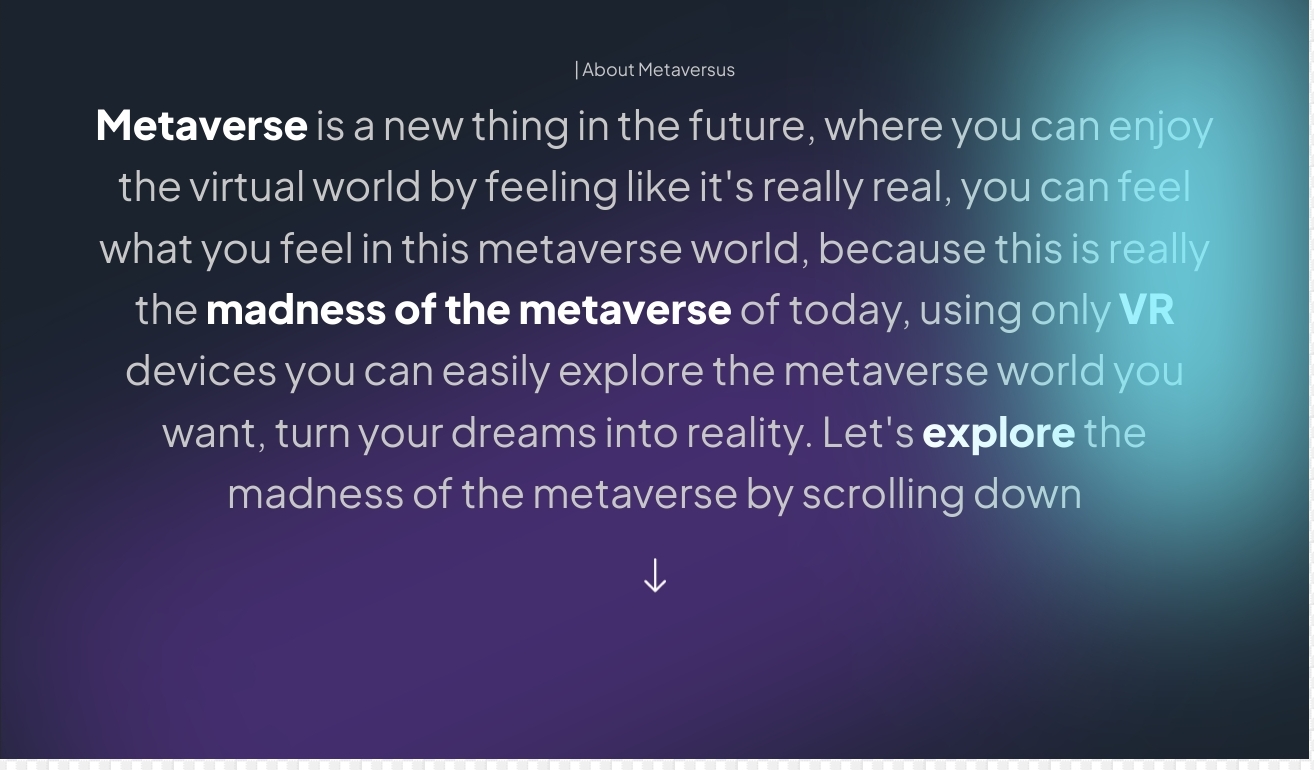 | About Metaversus
Metaverse is a new thing in the future, where you can enjoy
the virtual world by feeling like it's really real, you can feel
what you feel in this metaverse world, because this is really
the madness of the metaverse of today, using only VR
devices you can easily explore the metaverse world you
want, turn your dreams into reality. Let's explore the
madness of the metaverse by scrolling down